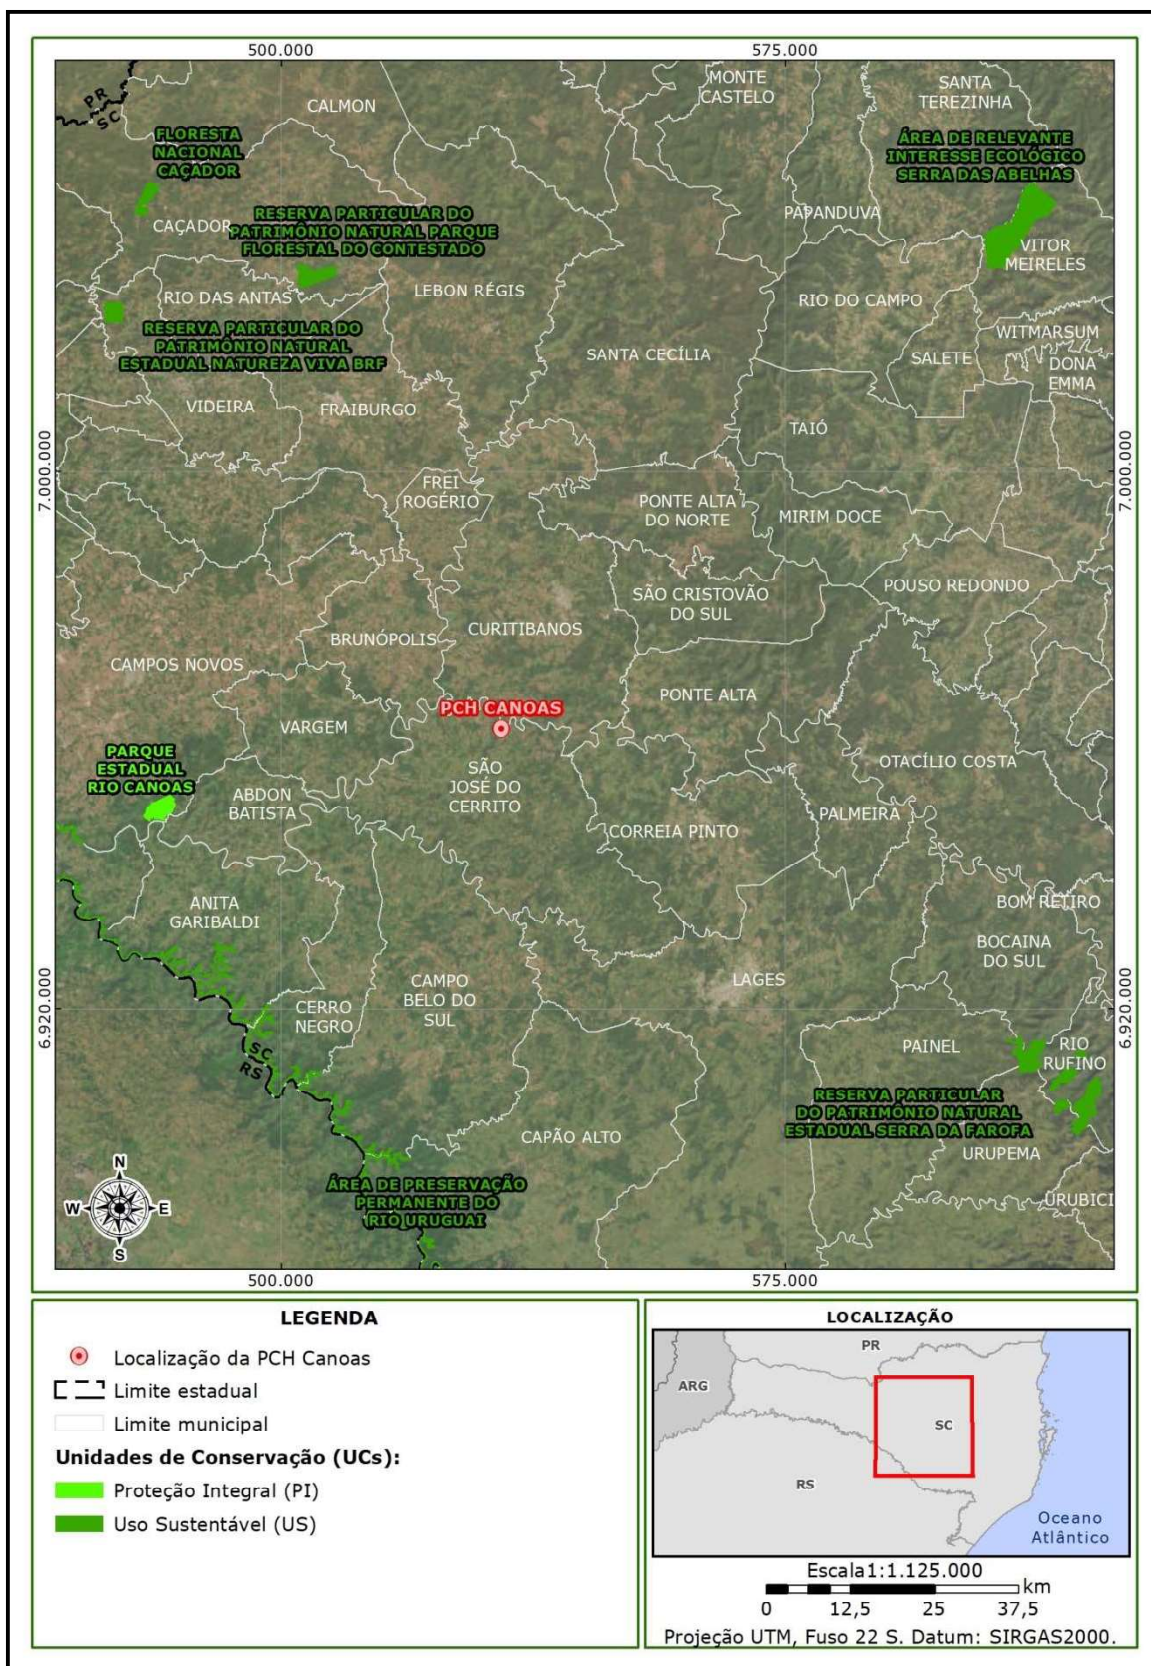 500.000
575.000
PR
SC
CALMON
MONTE
CASTELO
SANTA
TEREZINHA
FLORESTA
NACIONAL
CAÇADOR
ÁREA DE RELEVANTE
INTERESSE ECOLÓGICO
SERRA DAS ABELHAS
CAÇADOR
RESERVA PARTICULAR DO
PATRIMÔNIO NATURAL PARQUE
FLORESTAL DO CONTESTADO
PAPANDUVA
VITOR
MEIRELES
RIO DAS ANTAS
LEBON RÉGIS
RIO DO CAMPO
RESERVA PARTICULAR DO
PATRIMÔNIO NATURAL
ESTADUAL NATUREZA VIVA BRF
SANTA CECÍLIA
SALETE
WITMARSUM
DONA
EMMA
VIDEIRA
FRAIBURGO
TAIÓ
7.000.000
7.000.000
FREI
ROGÉRIO
PONTE ALTA
DO NORTE
MIRIM DOCE
POUSO REDONDO
SÃO CRISTOVÃO
DO SUL
BRUNÓPOLIS
CURITIBANOS
CAMPOS NOVOS
PONTE ALTA
PCH CANOAS
VARGEM
PARQUE
ESTADUAL
RIO CANOAS
SÃO
JOSÉ DO
CERRITO
OTACÍLIO COSTA
ABDON
BATISTA
CORREIA PINTO
PALMEIRA
ANITA
GARIBALDI
BOM RETIRO
BOCAINA
DO SUL
CAMPO
BELO DO
SUL
LAGES
6.920.000
6.920.000
CERRO
NEGRO
SC
RS
PAINEL
RIO
RUFINO
RESERVA PARTICULAR
DO PATRIMÔNIO NATURAL
ESTADUAL SERRA DA FAROFA
CAPÃO ALTO
URUPEMA
ÁREA DE PRESERVAÇÃO
PERMANENTE DO
RIO URUGUAI
URUBICI
N
W
E
S
500.000
575.000
LEGENDA
Localização da PCH Canoas
Limite estadual
Limite municipal
Unidades de Conservação (UCs):
Proteção Integral (PI)
Uso Sustentável (US)
LOCALIZAÇÃO
PR
ARG
SC
RS
Oceano
Atlântico
Escala1:1.125.000
km
0 12,5 25 37,5
Projeção UTM, Fuso 22 S. Datum: SIRGAS2000.